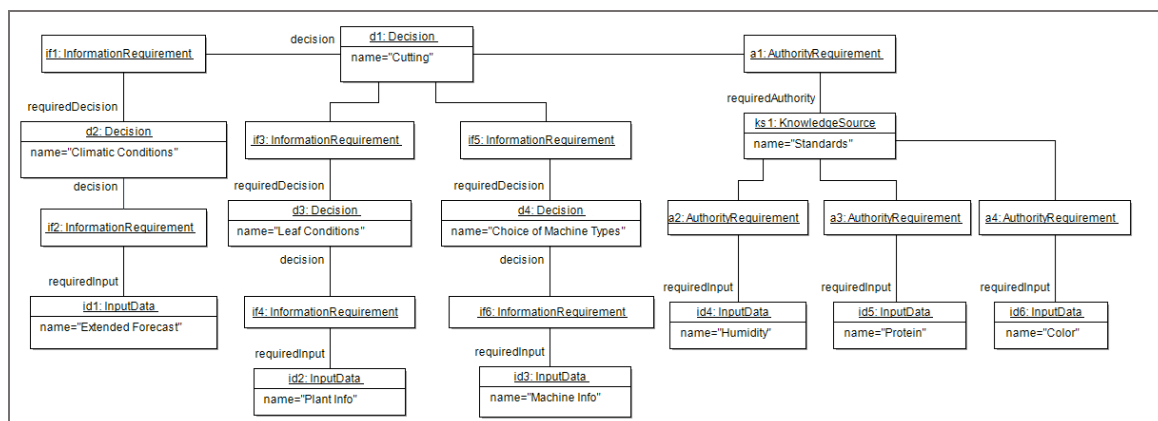 decision
d1: Decision
name="Cutting"
if1: InformationRequirement
a1: AuthorityRequirement
requiredDecision
requiredAuthority
d2: Decision
name="Climatic Conditions"
if3: InformationRequirement
if5: InformationRequirement
ks1: KnowledgeSource
name="Standards"
decision
requiredDecision
requiredDecision
if2: InformationRequirement
d3: Decision
name="Leaf Conditions"
d4: Decision
name="Choice of Machine Types"
a2: AuthorityRequirement
a3: AuthorityRequirement
a4: AuthorityRequirement
decision
decision
requiredInput
requiredInput
requiredInput
requiredInput
id1: InputData
name="Extended Forecast"
if4: InformationRequirement
if6: InformationRequirement
id4: InputData
name="Humidity"
id5: InputData
name="Protein"
id6: InputData
name="Color"
requiredInput
requiredInput
id2: InputData
name="Plant Info"
id3: InputData
name="Machine Info"